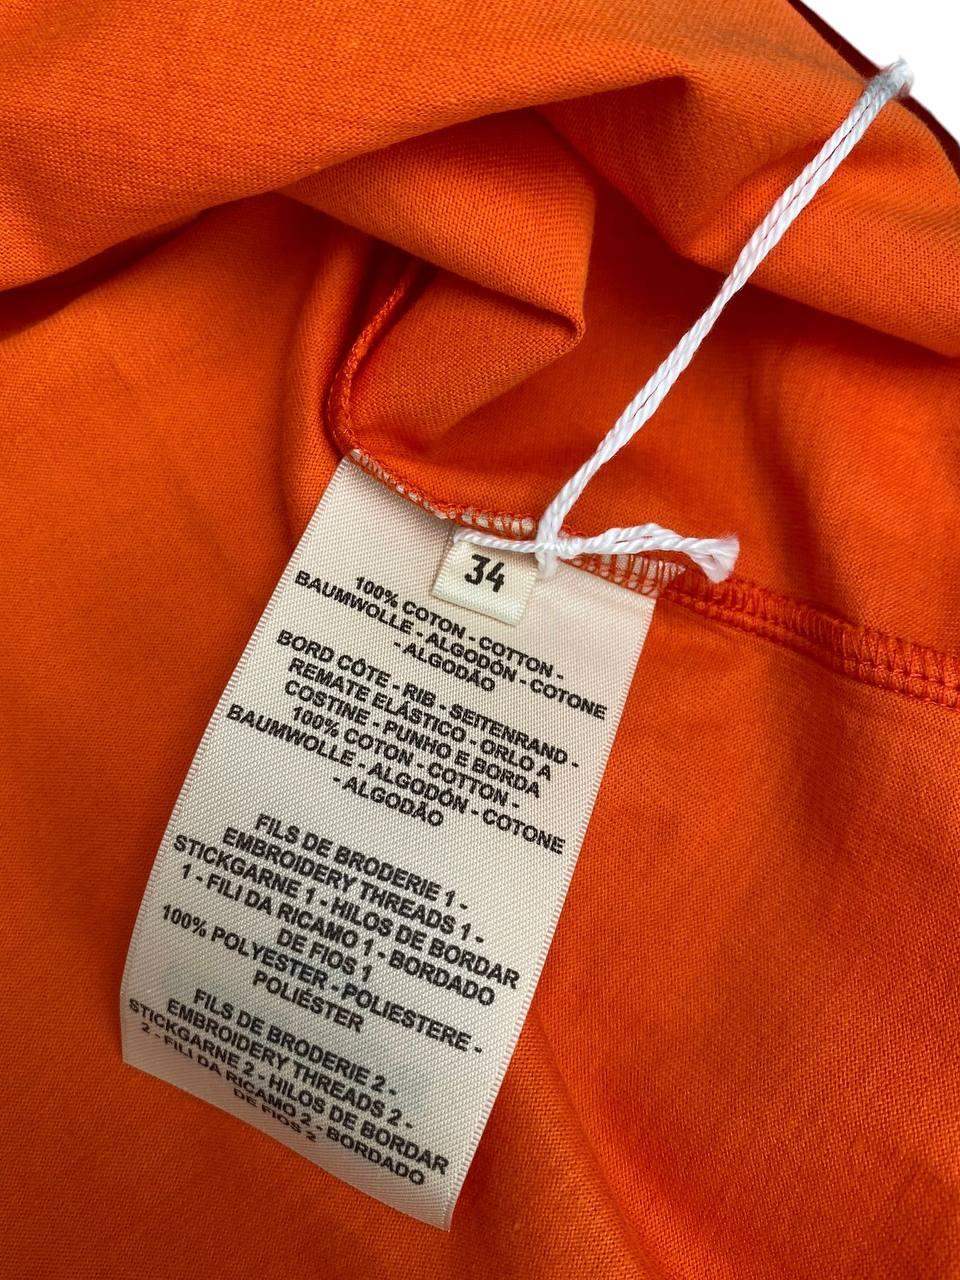 34
100% COTON - COTTON -
BAUMWOLLE - ALGODÓN - COTONE
- ALGODÃO
BORD CÔTE - RIB - SEITENRAND -
REMATE ELÁSTICO - ORLO A
COSTINE - PUNHO E BORDA
100% COTON - COTTON -
BAUMWOLLE - ALGODÓN - COTONE
- ALGODÃO
FILS DE BRODERIE 1 -
EMBROIDERY THREADS 1 -
STICKGARNE 1 - HILOS DE BORDAR
1 - FILI DA RICAMO 1 - BORDADO
DE FIOS 1
100% POLYESTER - POLIESTERE -
POLIÉSTER
FILS DE BRODERIE 2 -
EMBROIDERY THREADS 2 -
STICKGARNE 2 - HILOS DE BORDAR
2 - FILI DA RICAMO 2 - BORDADO
DE FIOS 2